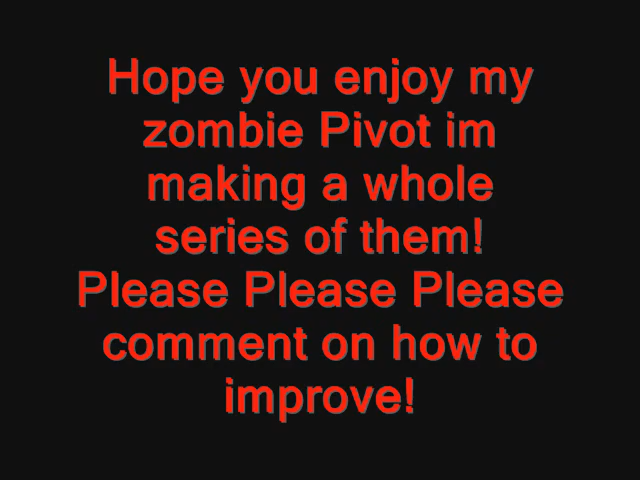 Hope you enjoy my
zombie Pivot im
making a whole
series of them!
Please Please Please
comment on how to
improve!